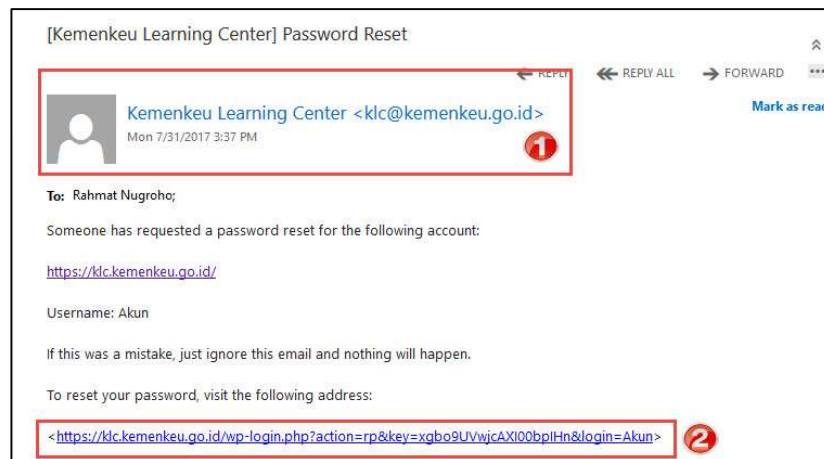 [Kemenkeu Learning Center] Password Reset
REPLY REPLY ALL FORWARD
Kemenkeu Learning Center <klc@kemenkeu.go.id>
Mark as read
Mon 7/31/2017 3:37 PM
1
To: Rahmat Nugroho;
Someone has requested a password reset for the following account:
https://klc.kemenkeu.go.id/
Username: Akun
If this was a mistake, just ignore this email and nothing will happen.
To reset your password, visit the following address:
<https://klc.kemenkeu.go.id/wp-login.php?action=rp&key=xgbo9UVwjcAXI00bpIHn&login=Akun> 2